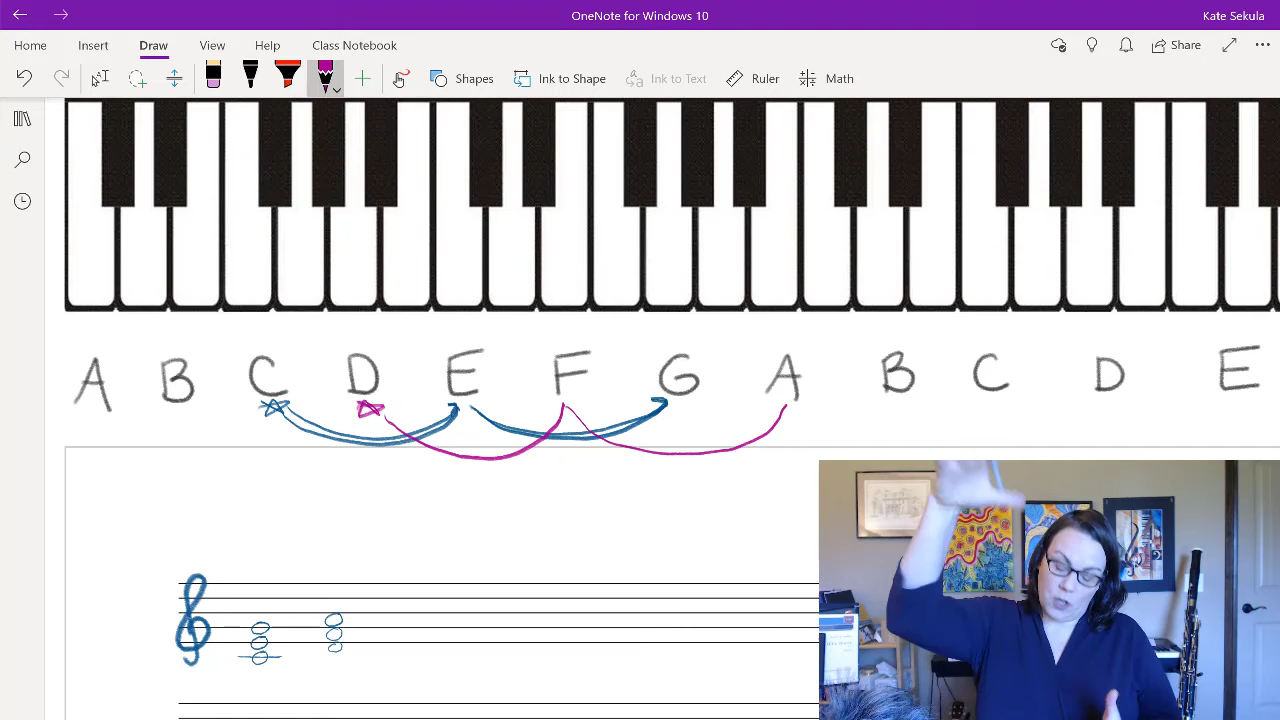 OneNote for Windows 10
Kate Sekula
Home Insert Draw View Help Class Notebook
Share
Shapes Ink to Shape Ink to Text Ruler Math
A B C D E F G A B C D E